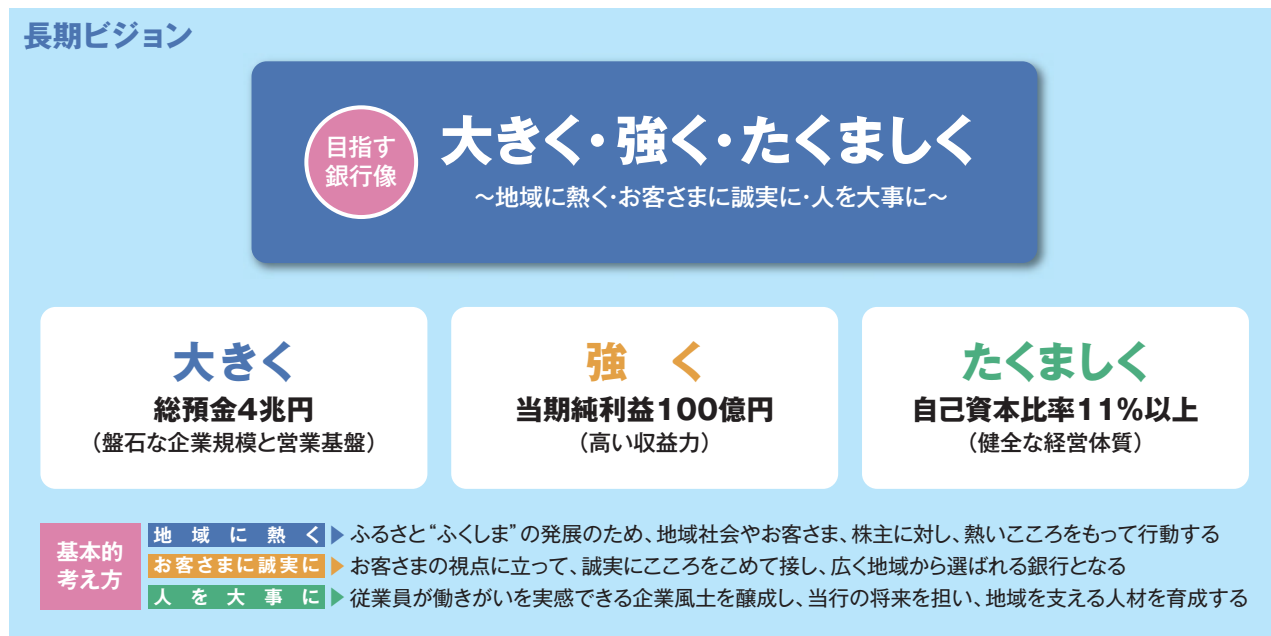 長期ビジョン
目指す
銀行像
大きく・強く・たくましく
～地域に熱く・お客さまに誠実に・人を大事に～
大きく
総預金4兆円
（盤石な企業規模と営業基盤）
強　く
当期純利益100億円
（高い収益力）
たくましく
自己資本比率11％以上
（健全な経営体質）
基本的
考え方
地域に熱く▶ふるさと“ふくしま”の発展のため、地域社会やお客さま、株主に対し、熱いこころをもって行動する
お客さまに誠実に▶お客さまの視点に立って、誠実にこころをこめて接し、広く地域から選ばれる銀行となる
人を大事に▶従業員が働きがいを実感できる企業風土を醸成し、当行の将来を担い、地域を支える人材を育成する